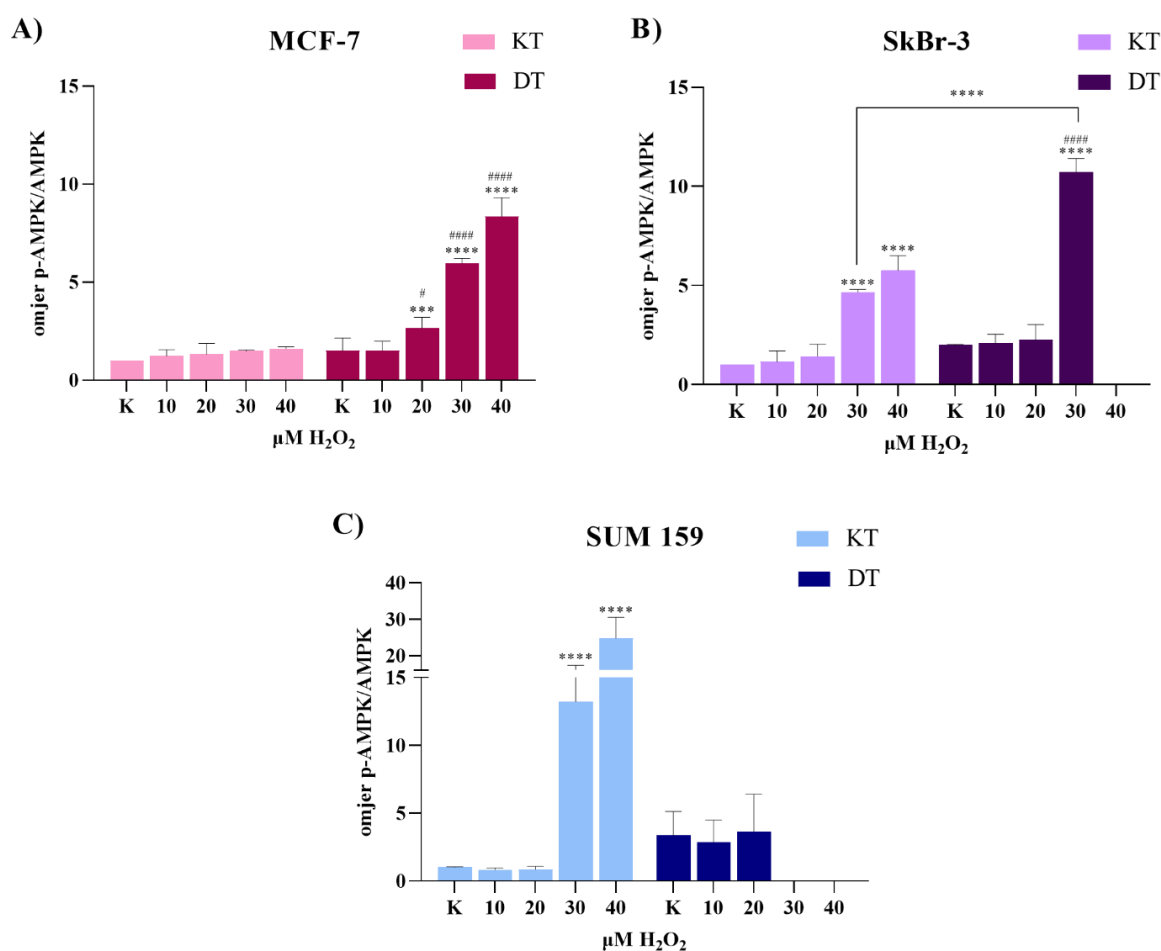 A)
MCF-7
KT
DT
omjer p-AMPK/AMPK
15
10
5
0
#
***
####
****
####
****
K 10 20 30 40 K 10 20 30 40
µM H₂O₂
B)
SkBr-3
KT
DT
omjer p-AMPK/AMPK
15
10
5
0
****
****
****
####
****
K 10 20 30 40 K 10 20 30 40
µM H₂O₂
C)
SUM 159
KT
DT
omjer p-AMPK/AMPK
40
30
20
15
10
5
0
****
****
K 10 20 30 40 K 10 20 30 40
µM H₂O₂